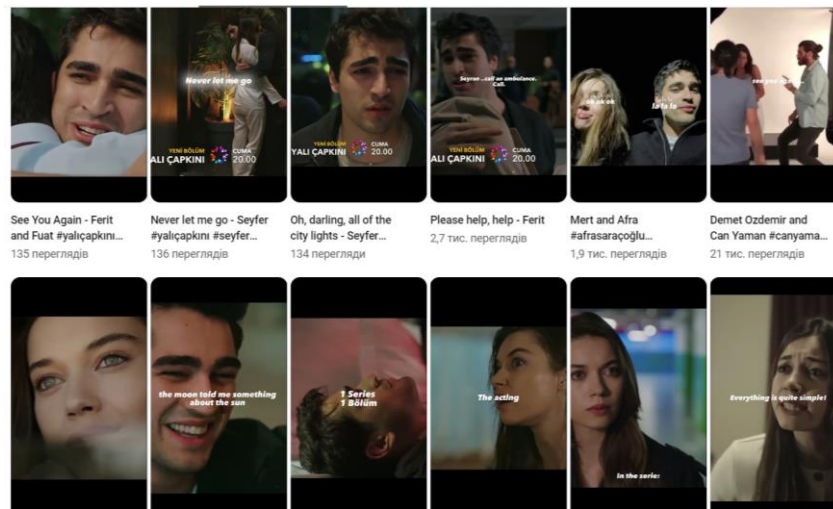 Never let me go
YENİ BÖLÜM
ALI ÇAPKINI
CUMA
20.00
YENİ BÖLÜM
YALI ÇAPKINI
CUMA
20.00
Seyran ..call an ambulance.
Call.
YENİ BÖLÜM
ALI ÇAPKINI
CUMA
20.00
ok ok ok
la la la
see you
See You Again - Ferit
and Fuat #yalıçapkını...
135 переглядів
Never let me go - Seyfer
#yalıçapkını #seyfer...
136 переглядів
Oh, darling, all of the
city lights - Seyfer...
134 перегляди
Please help, help - Ferit
2,7 тис. переглядів
Mert and Afra
#afrasaraçoğlu...
1,9 тис. переглядів
Demet Ozdemir and
Can Yaman #canyama...
21 тис. переглядів
the moon told me something
about the sun
1 Series
1 Bölüm
The acting
In the serie:
Everything is quite simple!